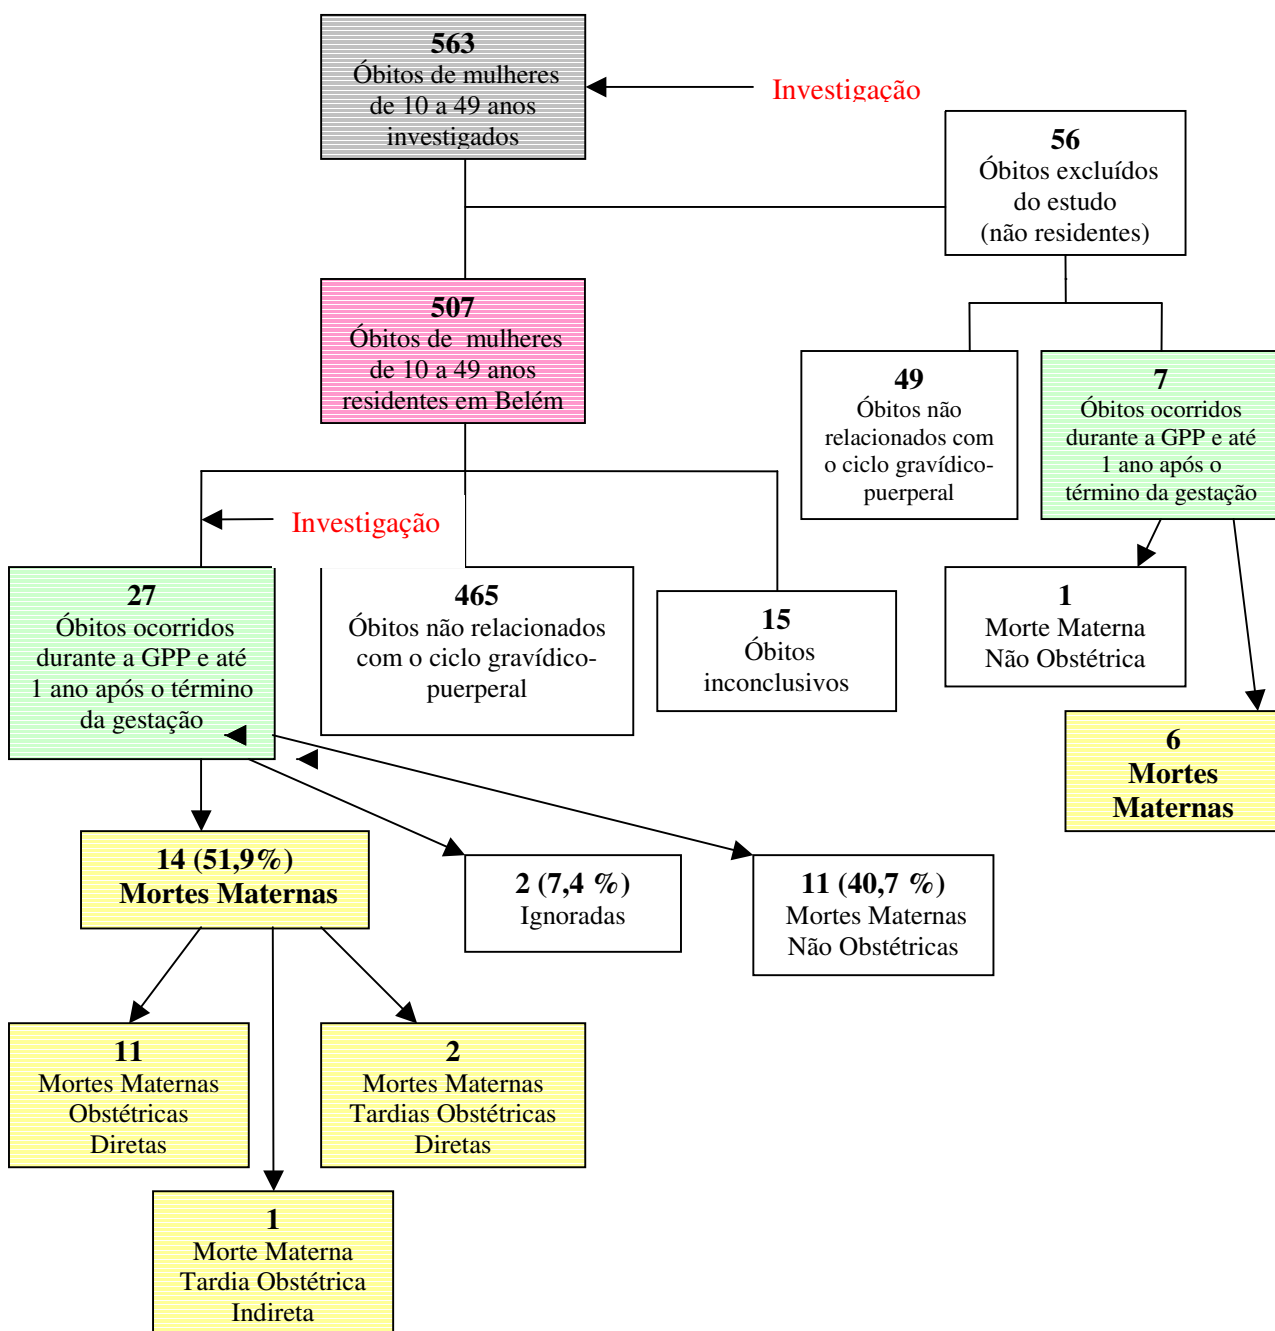 563
Óbitos de mulheres
de 10 a 49 anos
investigados
Investigação
56
Óbitos excluídos
do estudo
(não residentes)
507
Óbitos de mulheres
de 10 a 49 anos
residentes em Belém
49
Óbitos não
relacionados com
o ciclo gravídico-
puerperal
7
Óbitos ocorridos
durante a GPP e até
1 ano após o
término da gestação
Investigação
27
Óbitos ocorridos
durante a GPP e até
1 ano após o término
da gestação
465
Óbitos não relacionados
com o ciclo gravídico-
puerperal
15
Óbitos
inconclusivos
1
Morte Materna
Não Obstétrica
6
Mortes
Maternas
14 (51,9%)
Mortes Maternas
2 (7,4 %)
Ignoradas
11 (40,7 %)
Mortes Maternas
Não Obstétricas
11
Mortes Maternas
Obstétricas
Diretas
2
Mortes Maternas
Tardias Obstétricas
Diretas
1
Morte Materna
Tardia Obstétrica
Indireta